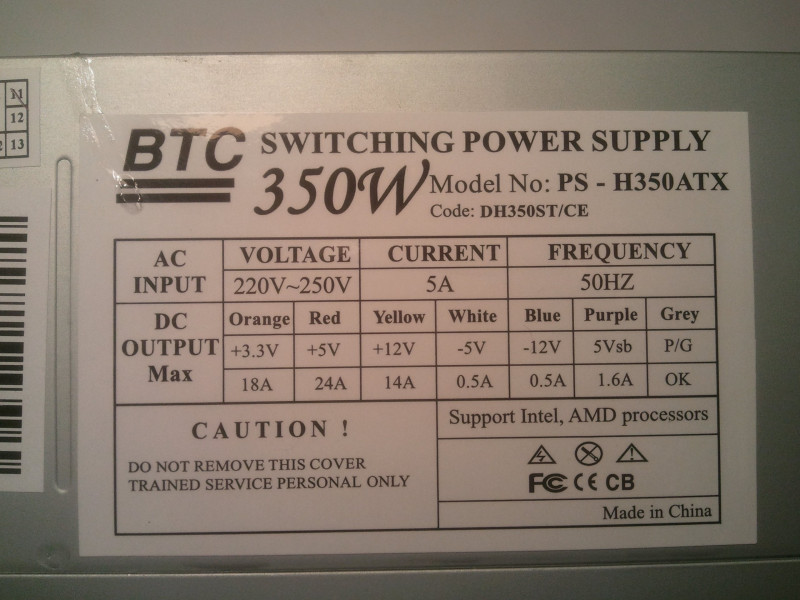 11
12
2 13
BTC SWITCHING POWER SUPPLY
350W Model No: PS - H350ATX
Code: DH350ST/CE
AC INPUT VOLTAGE CURRENT FREQUENCY
220V~250V 5A 50HZ
DC OUTPUT Max Orange Red Yellow White Blue Purple Grey
+3.3V +5V +12V -5V -12V 5Vsb P/G
18A 24A 14A 0.5A 0.5A 1.6A OK
CAUTION !
DO NOT REMOVE THIS COVER
TRAINED SERVICE PERSONAL ONLY
Support Intel, AMD processors
FC CE CB
Made in China